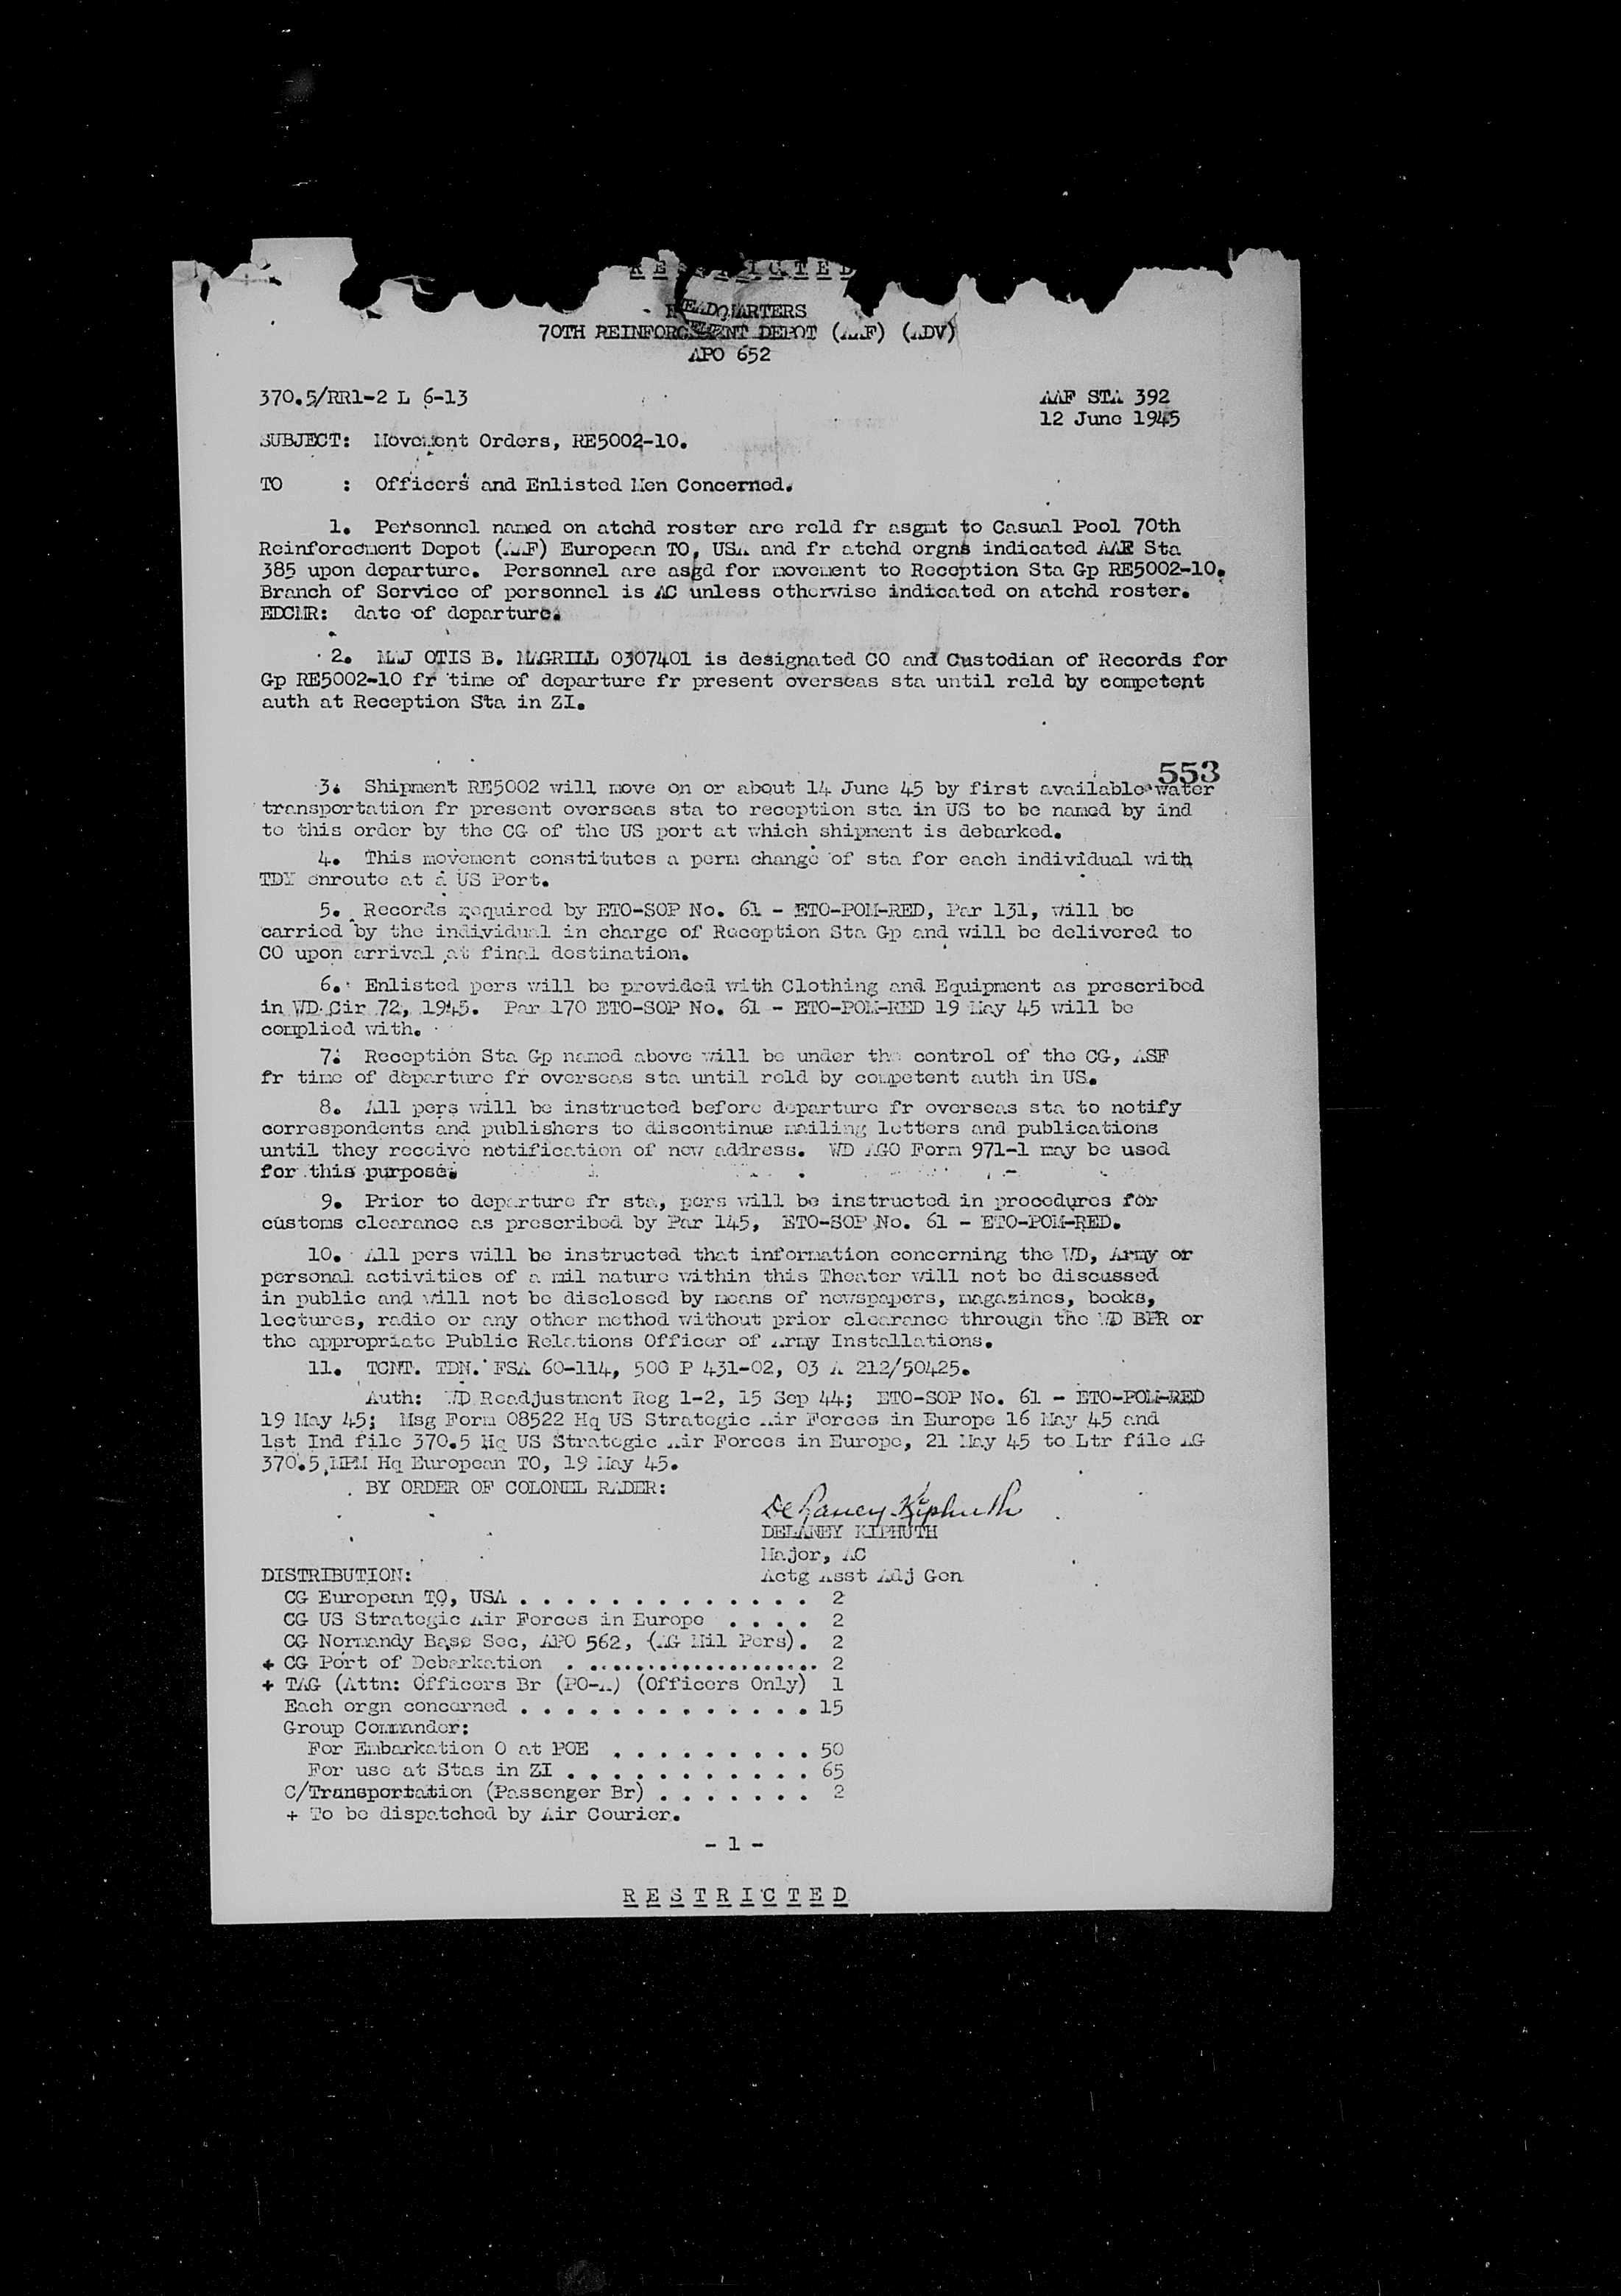 RESTRICTED
HEADQUARTERS
70TH REINFORCEMENT DEPOT (AAF) (ADV)
APO 652
370.5/RR1-2 L 6-13
AAF STA 392
12 June 1945
SUBJECT: Movement Orders, RE5002-10.
TO : Officers and Enlisted Men Concerned.
1. Personnel named on atchd roster are reld fr asgmt to Casual Pool 70th
Reinforcement Depot (AAF) European TO, USA and fr atchd orgns indicated AAF Sta
385 upon departure. Personnel are asgd for movement to Reception Sta Gp RE5002-10.
Branch of Service of personnel is AC unless otherwise indicated on atchd roster.
EDCMR: date of departure.
2. MAJ OTIS B. MAGRILL 0307401 is designated CO and Custodian of Records for
Gp RE5002-10 fr time of departure fr present overseas sta until reld by competent
auth at Reception Sta in ZI.
553
3. Shipment RE5002 will move on or about 14 June 45 by first available water
transportation fr present overseas sta to reception sta in US to be named by ind
to this order by the CG of the US port at which shipment is debarked.
4. This movement constitutes a perm change of sta for each individual with
TDY enroute at a US Port.
5. Records required by ETO-SOP No. 61 - ETO-POM-RED, Par 131, will be
carried by the individual in charge of Reception Sta Gp and will be delivered to
CO upon arrival at final destination.
6. Enlisted pers will be provided with Clothing and Equipment as prescribed
in WD Cir 72, 1945. Par 170 ETO-SOP No. 61 - ETO-POM-RED 19 May 45 will be
complied with.
7. Reception Sta Gp named above will be under the control of the CG, ASF
fr time of departure fr overseas sta until reld by competent auth in US.
8. All pers will be instructed before departure fr overseas sta to notify
correspondents and publishers to discontinue mailing letters and publications
until they receive notification of new address. WD AGO Form 971-1 may be used
for this purpose.
9. Prior to departure fr sta, pers will be instructed in procedures for
customs clearance as prescribed by Par 145, ETO-SOP No. 61 - ETO-POM-RED.
10. All pers will be instructed that information concerning the WD, Army or
personal activities of a mil nature within this Theater will not be discussed
in public and will not be disclosed by means of newspapers, magazines, books,
lectures, radio or any other method without prior clearance through the WD BPR or
the appropriate Public Relations Officer of Army Installations.
11. TCNT. TDN. FSA 60-114, 500 P 431-02, 03 A 212/50425.
Auth: WD Readjustment Reg 1-2, 15 Sep 44; ETO-SOP No. 61 - ETO-POM-RED
19 May 45; Msg Form 08522 Hq US Strategic Air Forces in Europe 16 May 45 and
1st Ind file 370.5 Hq US Strategic Air Forces in Europe, 21 May 45 to Ltr file AG
370.5 MPM Hq European TO, 19 May 45.
BY ORDER OF COLONEL RADER:
Delaney Kiphuth
DELANEY KIPHUTH
Major, AC
Actg Asst Adj Gen
DISTRIBUTION:
CG European TO, USA . . . . . . . . . . . . . 2
CG US Strategic Air Forces in Europe . . . . 2
CG Normandy Base Sec, APO 562, (AG Mil Pers). 2
+ CG Port of Debarkation . .................... 2
+ TAG (Attn: Officers Br (PO-A) (Officers Only) 1
Each orgn concerned . . . . . . . . . . . . . 15
Group Commander:
For Embarkation O at POE . . . . . . . . . 50
For use at Stas in ZI . . . . . . . . . . . 65
C/Transportation (Passenger Br) . . . . . . . 2
+ To be dispatched by Air Courier.
- 1 -
RESTRICTED